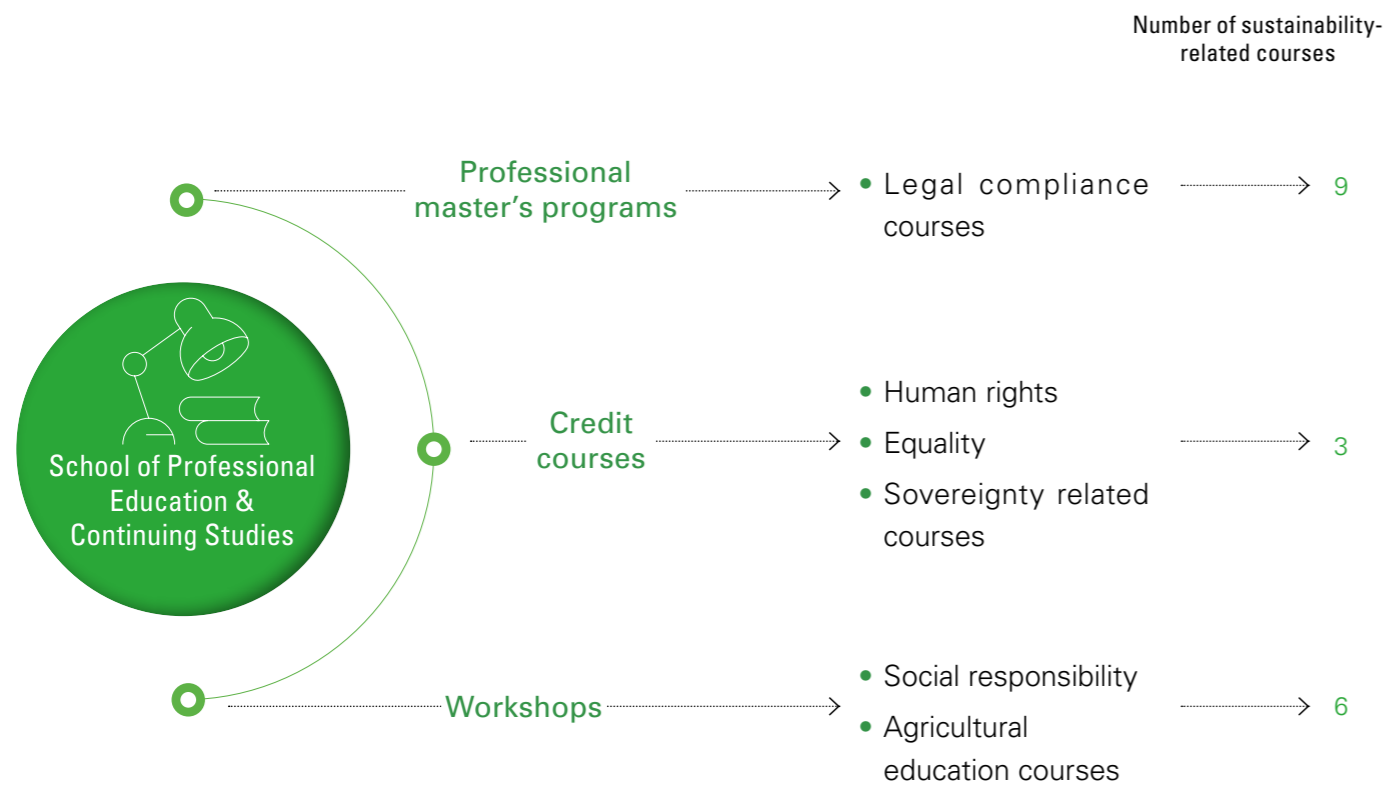 Number of sustainability-
related courses
Professional
master's programs
• Legal compliance
courses
9
School of Professional
Education &
Continuing Studies
Credit
courses
• Human rights
• Equality
• Sovereignty related
courses
3
Workshops
• Social responsibility
• Agricultural
education courses
6